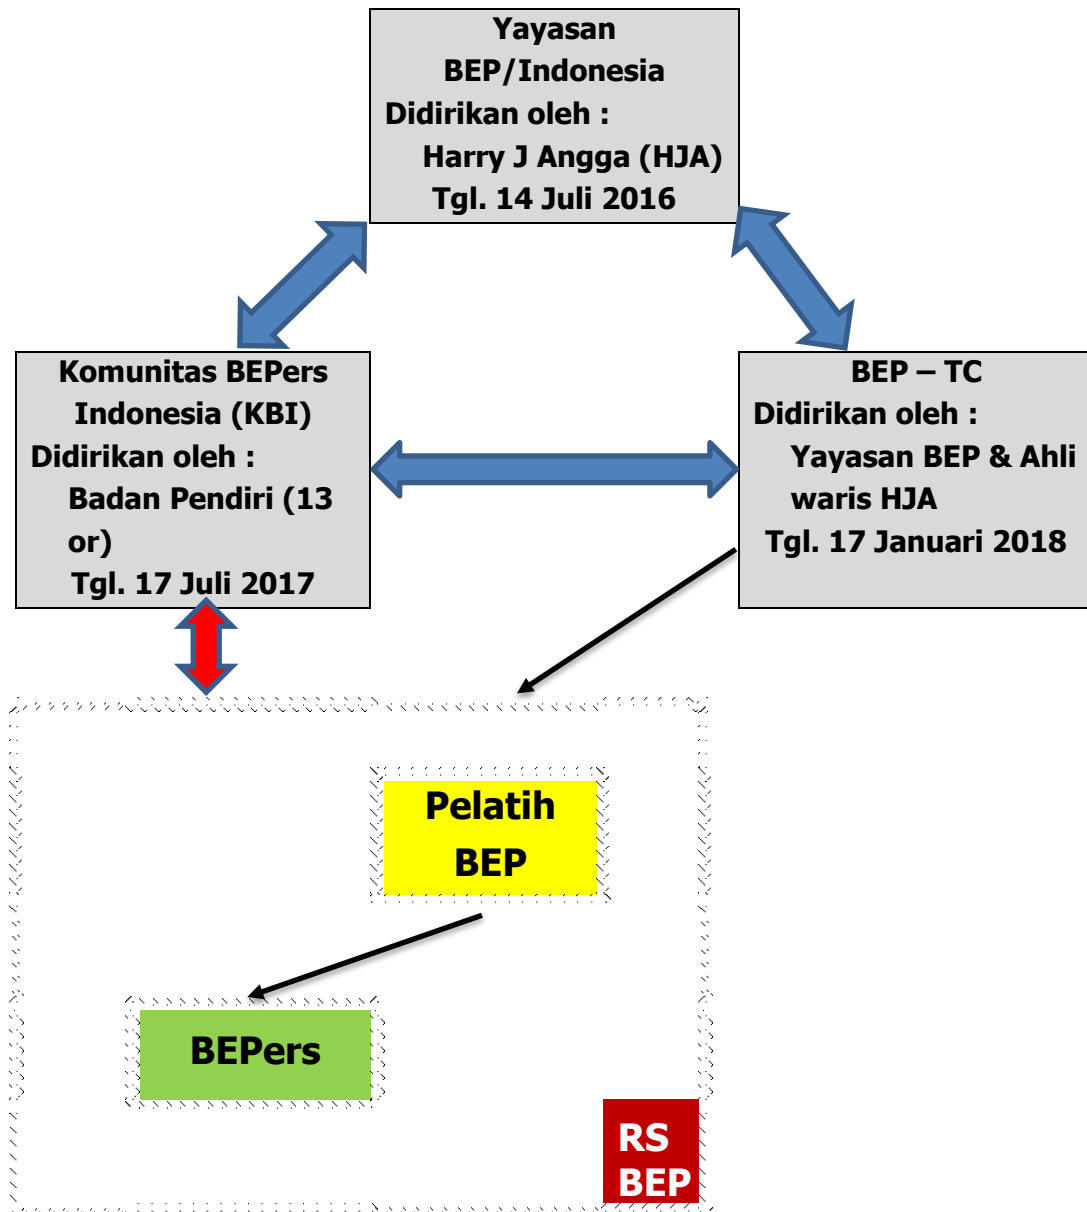 Yayasan
BEP/Indonesia
Didirikan oleh :
Harry J Angga (HJA)
Tgl. 14 Juli 2016
Komunitas BEPers
Indonesia (KBI)
Didirikan oleh :
Badan Pendiri (13
or)
Tgl. 17 Juli 2017
BEP – TC
Didirikan oleh :
Yayasan BEP & Ahli
waris HJA
Tgl. 17 Januari 2018
Pelatih
BEP
BEPers
RS
BEP